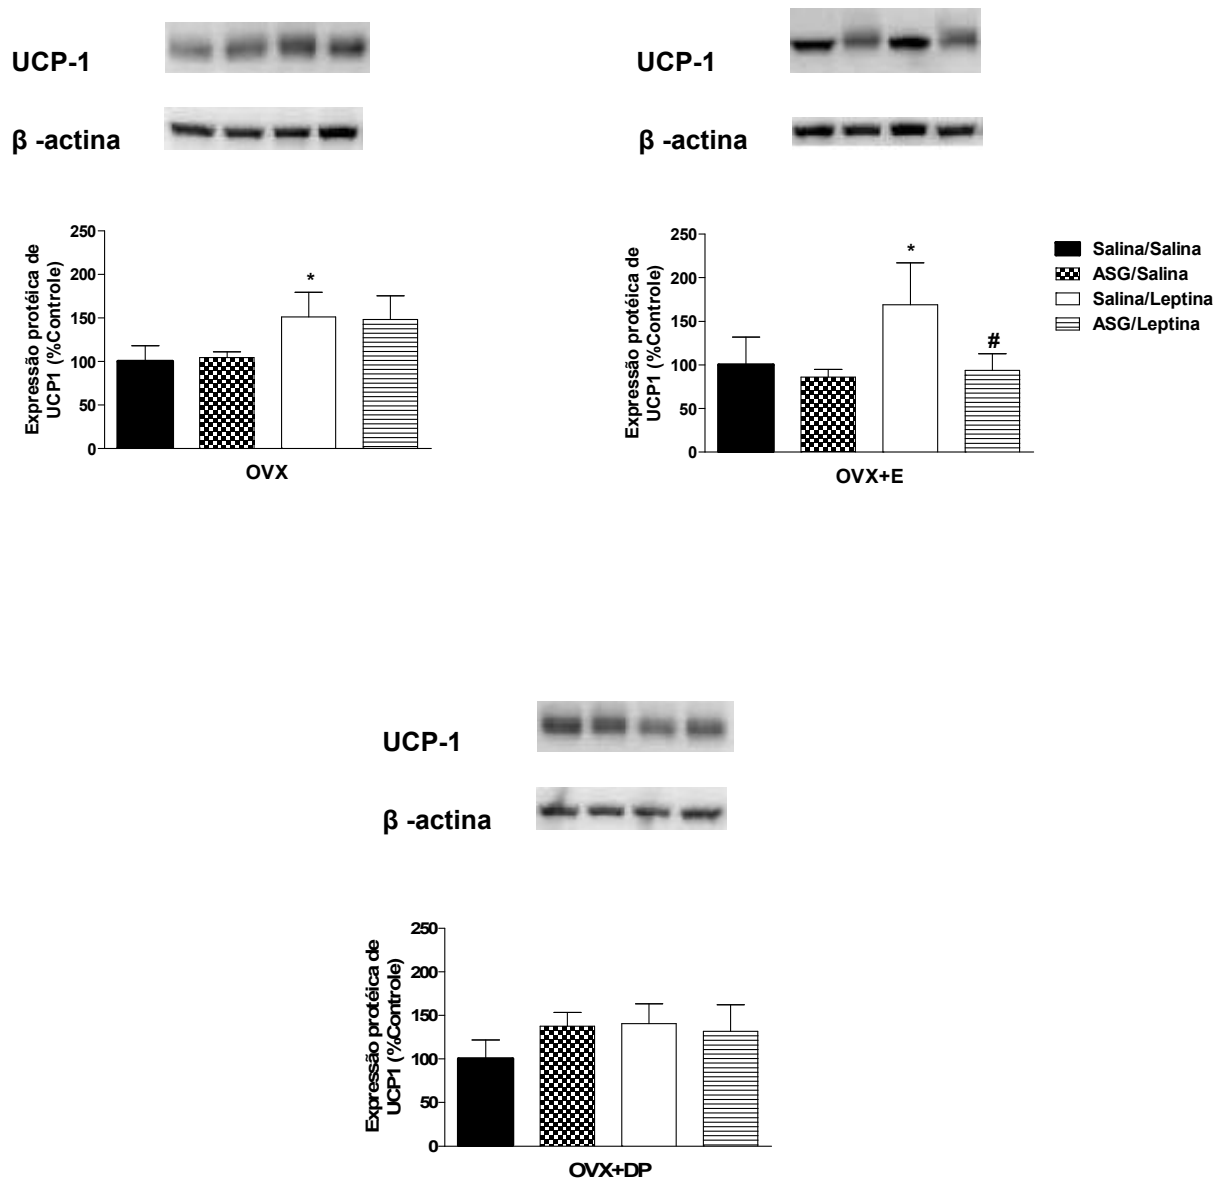 UCP-1
β -actina
250
200
150
100
50
0
Expressão protéica de
UCP1 (%Controle)
*
OVX
UCP-1
β -actina
250
200
150
100
50
0
Expressão protéica de
UCP1 (%Controle)
*
#
OVX+E
Salina/Salina
ASG/Salina
Salina/Leptina
ASG/Leptina
UCP-1
β -actina
250
200
150
100
50
0
Expressão protéica de
UCP1 (%Controle)
OVX+DP